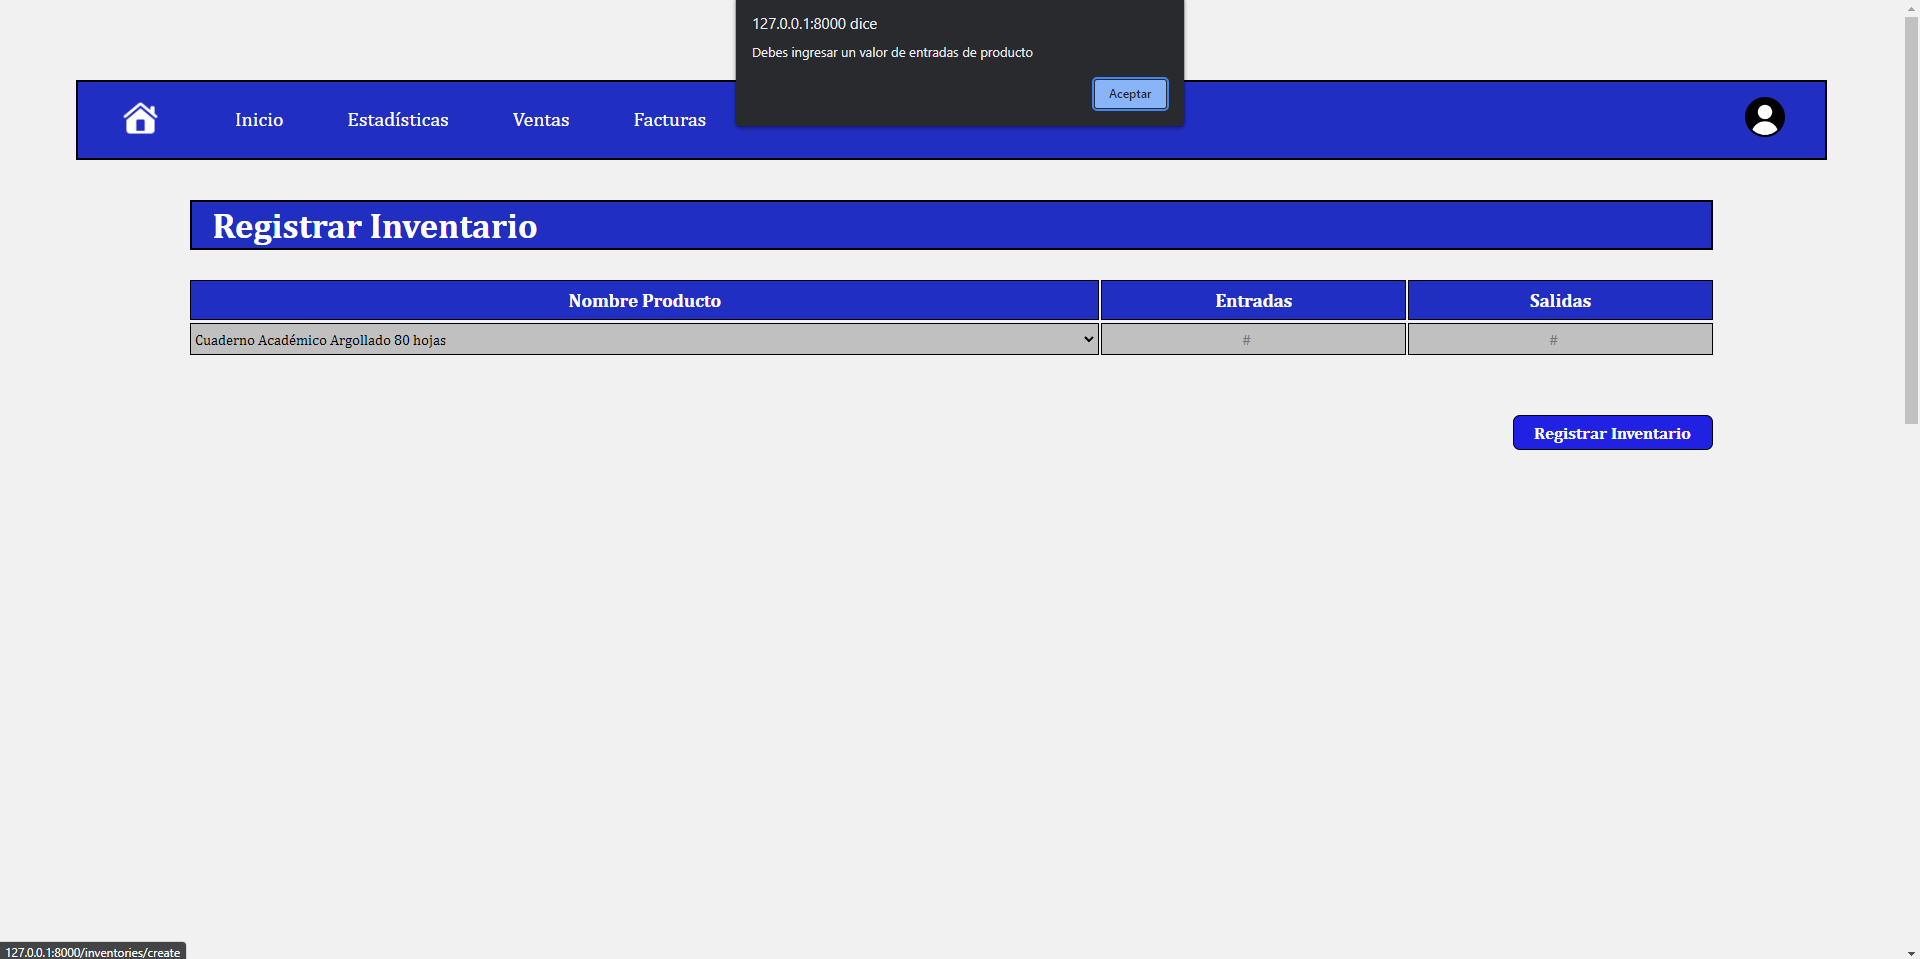 127.0.0.1:8000 dice
Debes ingresar un valor de entradas de producto
Aceptar
Inicio Estadísticas Ventas Facturas
Registrar Inventario
Nombre Producto Entradas Salidas
Cuaderno Académico Argollado 80 hojas # #
Registrar Inventario
127.0.0.1:8000/inventories/create